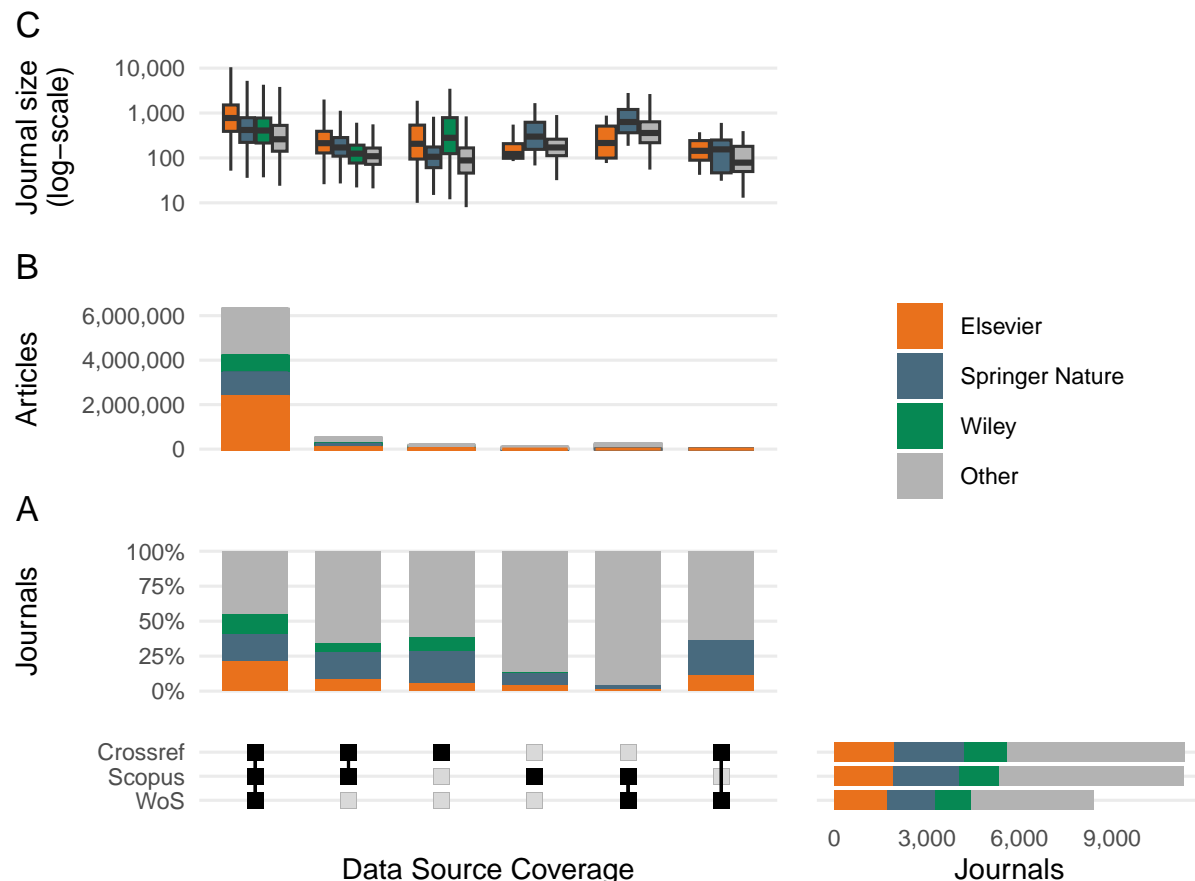 C
Journal size
(log−scale)
10,000
1,000
100
10
B
Articles
6,000,000
4,000,000
2,000,000
0
Elsevier
Springer Nature
Wiley
Other
A
Journals
100%
75%
50%
25%
0%
Crossref
Scopus
WoS
Data Source Coverage
0 3,000 6,000 9,000
Journals